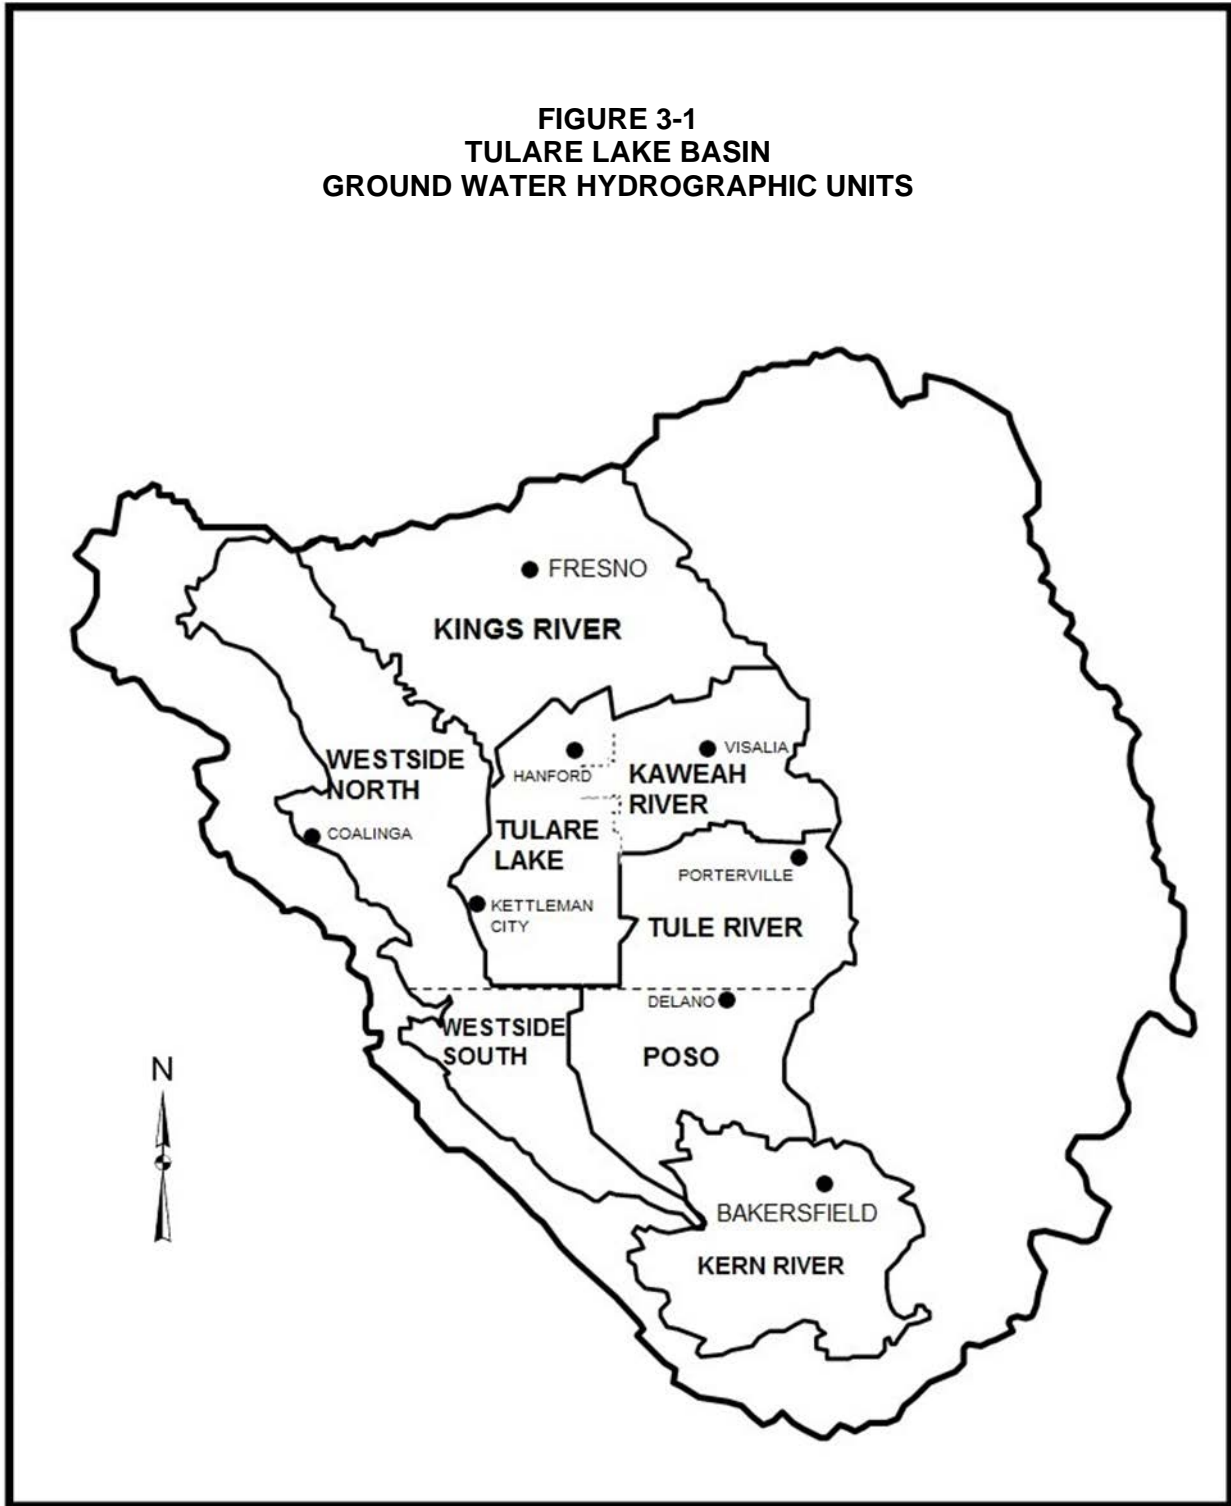 FIGURE 3-1
TULARE LAKE BASIN
GROUND WATER HYDROGRAPHIC UNITS
FRESNO
KINGS RIVER
WESTSIDE
NORTH
HANFORD
VISALIA
KAWEAH
RIVER
COALINGA
TULARE
LAKE
PORTERVILLE
KETTLEMAN
CITY
TULE RIVER
DELANO
WESTSIDE
SOUTH
POSO
N
BAKERSFIELD
KERN RIVER